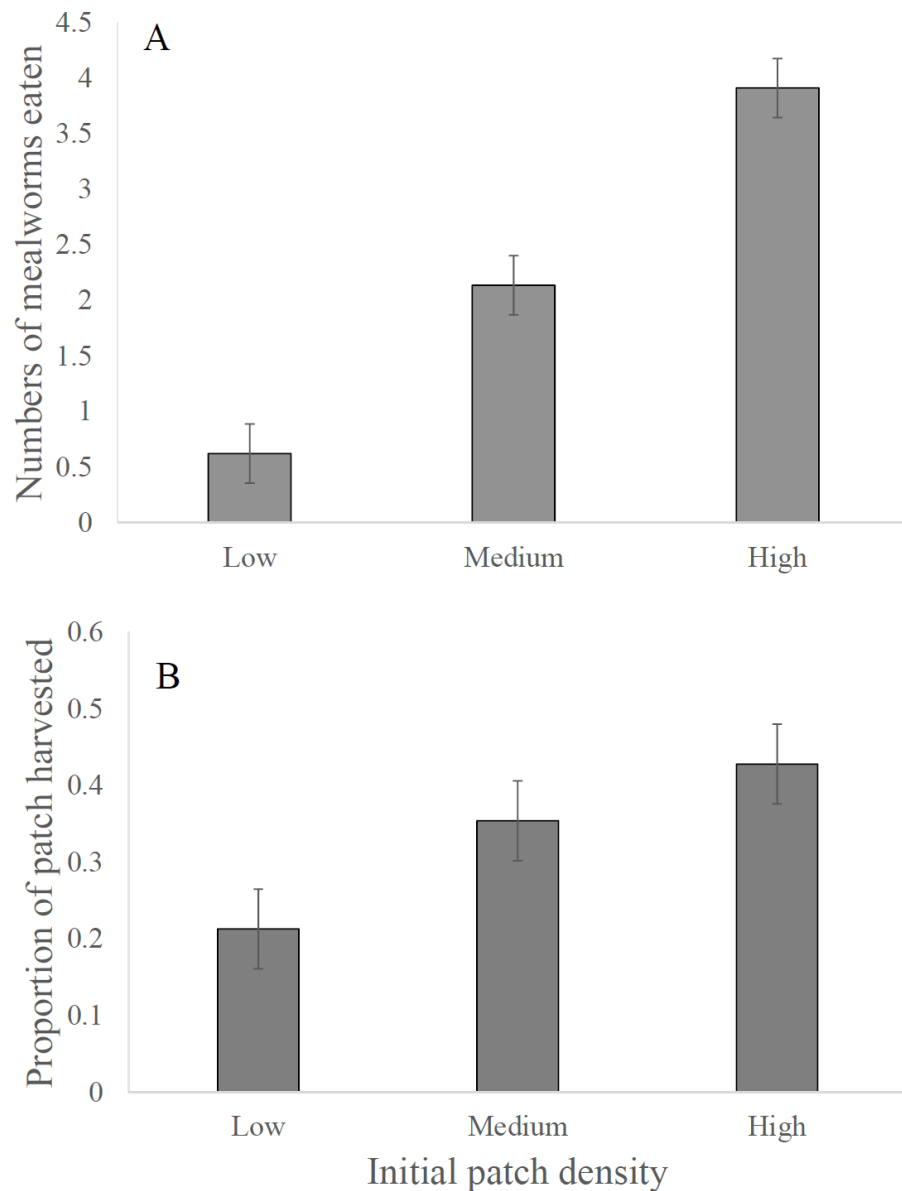 A
Numbers of mealworms eaten
4.5
4
3.5
3
2.5
2
1.5
1
0.5
0
Low Medium High
B
Proportion of patch harvested
0.6
0.5
0.4
0.3
0.2
0.1
0
Low Medium High
Initial patch density